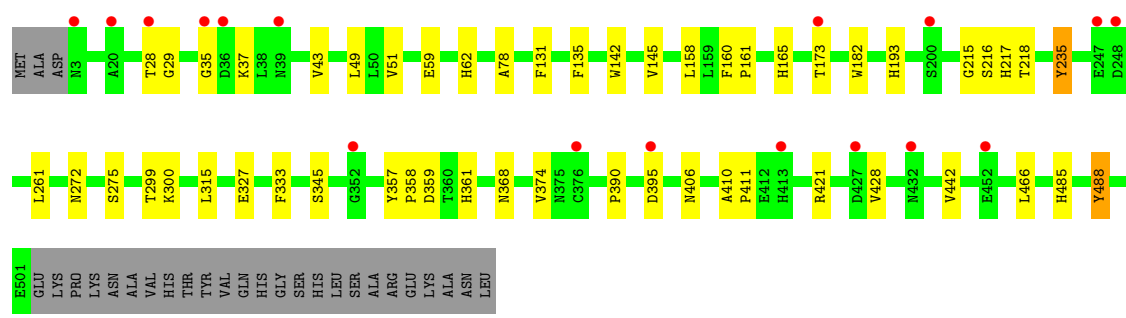 MET ALA ASP N3 A20 T28 G29 G35 D36 K37 L38 N39 V43 L49 L50 V51 E59 H62 A78 F131 F135 W142 V145 L158 L159 F160 P161 H165 T173 W182 H193 S200 G215 S216 H217 T218 Y235 E247 D248
L261 N272 S275 T299 K300 L315 E327 F333 S345 G352 Y357 P358 D359 T360 H361 N368 V374 N375 C376 P390 D395 N406 A410 P411 E412 H413 R421 D427 V428 N432 V442 E452 L466 H485 Y488
E501 GLU LYS PRO LYS ASN ALA VAL HIS THR TYR VAL GLN HIS GLY SER HIS LEU SER ALA ARG GLU LYS ALA ASN LEU